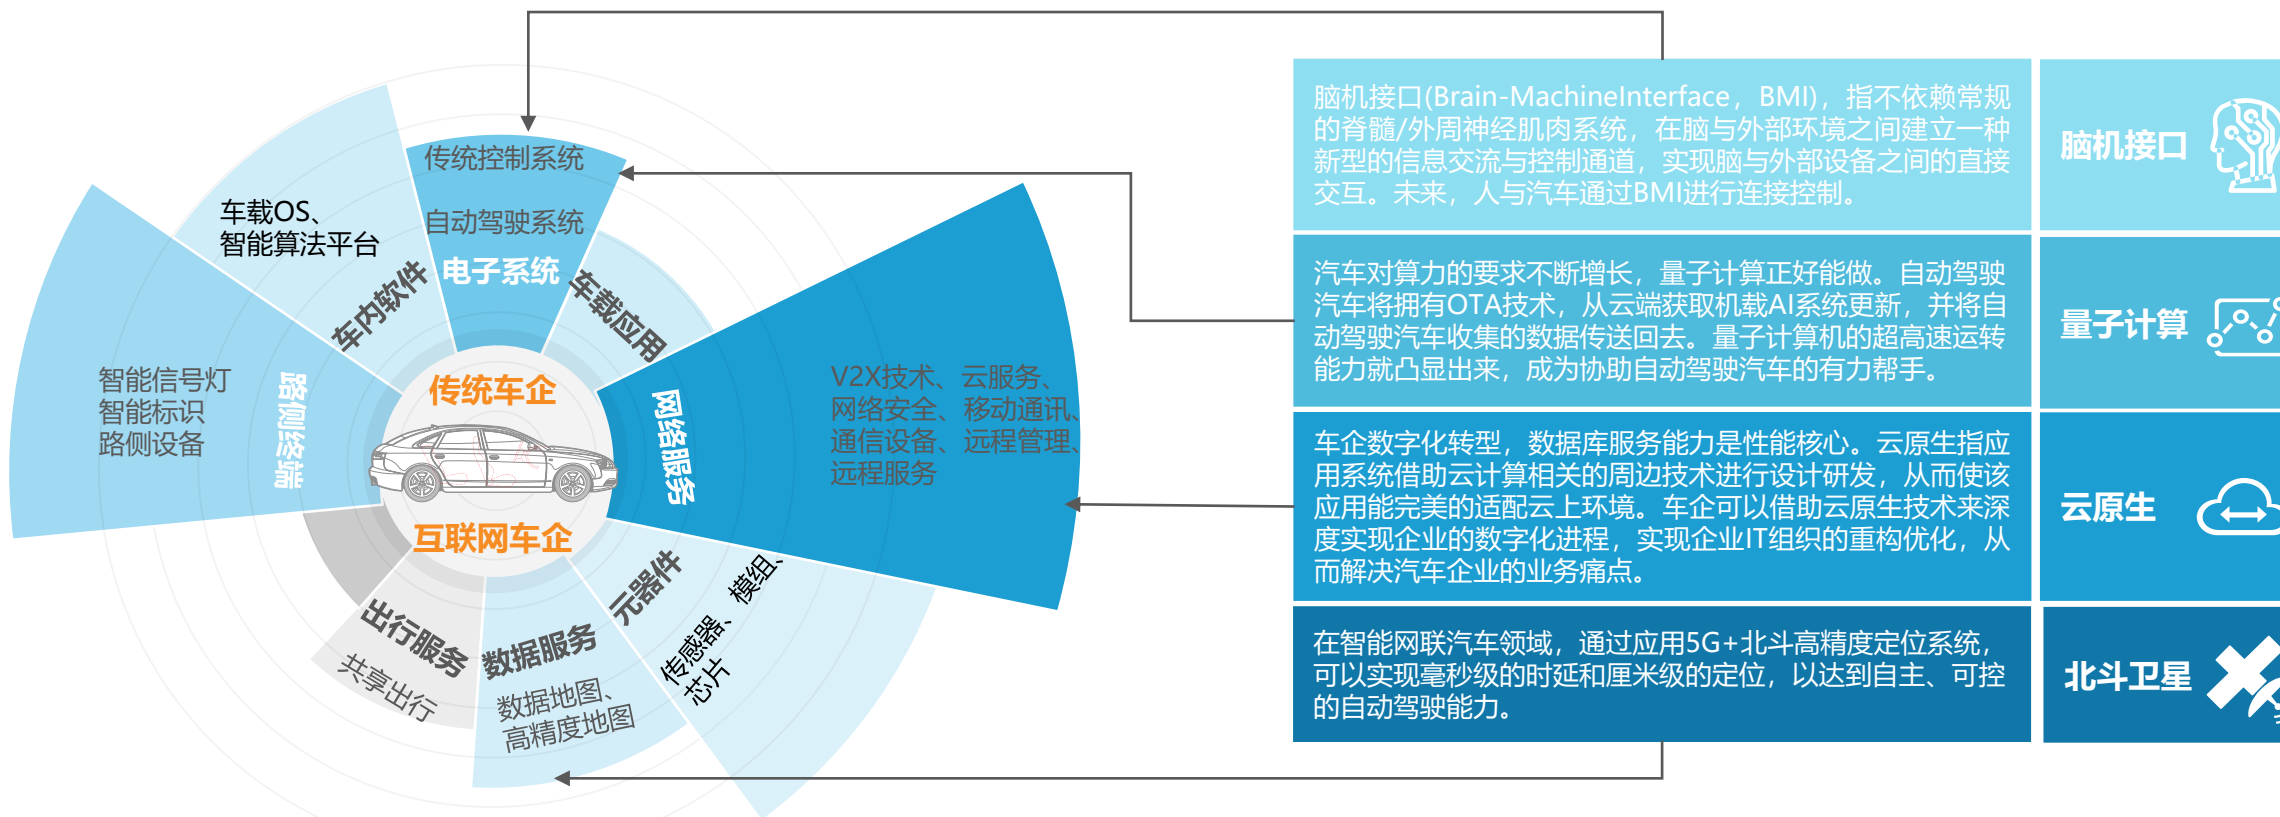 传统控制系统
自动驾驶系统
电子系统
车载OS、
智能算法平台
车内软件
车载应用
智能信号灯
智能标识
路侧设备
路侧终端
传统车企
互联网车企
网络服务
V2X技术、云服务、
网络安全、移动通讯、
通信设备、远程管理、
远程服务
元器件
传感器、模组、
芯片
数据服务
数据地图、
高精度地图
出行服务
共享出行
脑机接口(Brain-MachineInterface，BMI)，指不依赖常规
的脊髓/外周神经肌肉系统，在脑与外部环境之间建立一种
新型的信息交流与控制通道，实现脑与外部设备之间的直接
交互。未来，人与汽车通过BMI进行连接控制。
脑机接口
汽车对算力的要求不断增长，量子计算正好能做。自动驾驶
汽车将拥有OTA技术，从云端获取机载AI系统更新，并将自
动驾驶汽车收集的数据传送回去。量子计算机的超高速运转
能力就凸显出来，成为协助自动驾驶汽车的有力帮手。
量子计算
车企数字化转型，数据库服务能力是性能核心。云原生指应
用系统借助云计算相关的周边技术进行设计研发，从而使该
应用能完美的适配云上环境。车企可以借助云原生技术来深
度实现企业的数字化进程，实现企业IT组织的重构优化，从
而解决汽车企业的业务痛点。
云原生
在智能网联汽车领域，通过应用5G+北斗高精度定位系统，
可以实现毫秒级的时延和厘米级的定位，以达到自主、可控
的自动驾驶能力。
北斗卫星